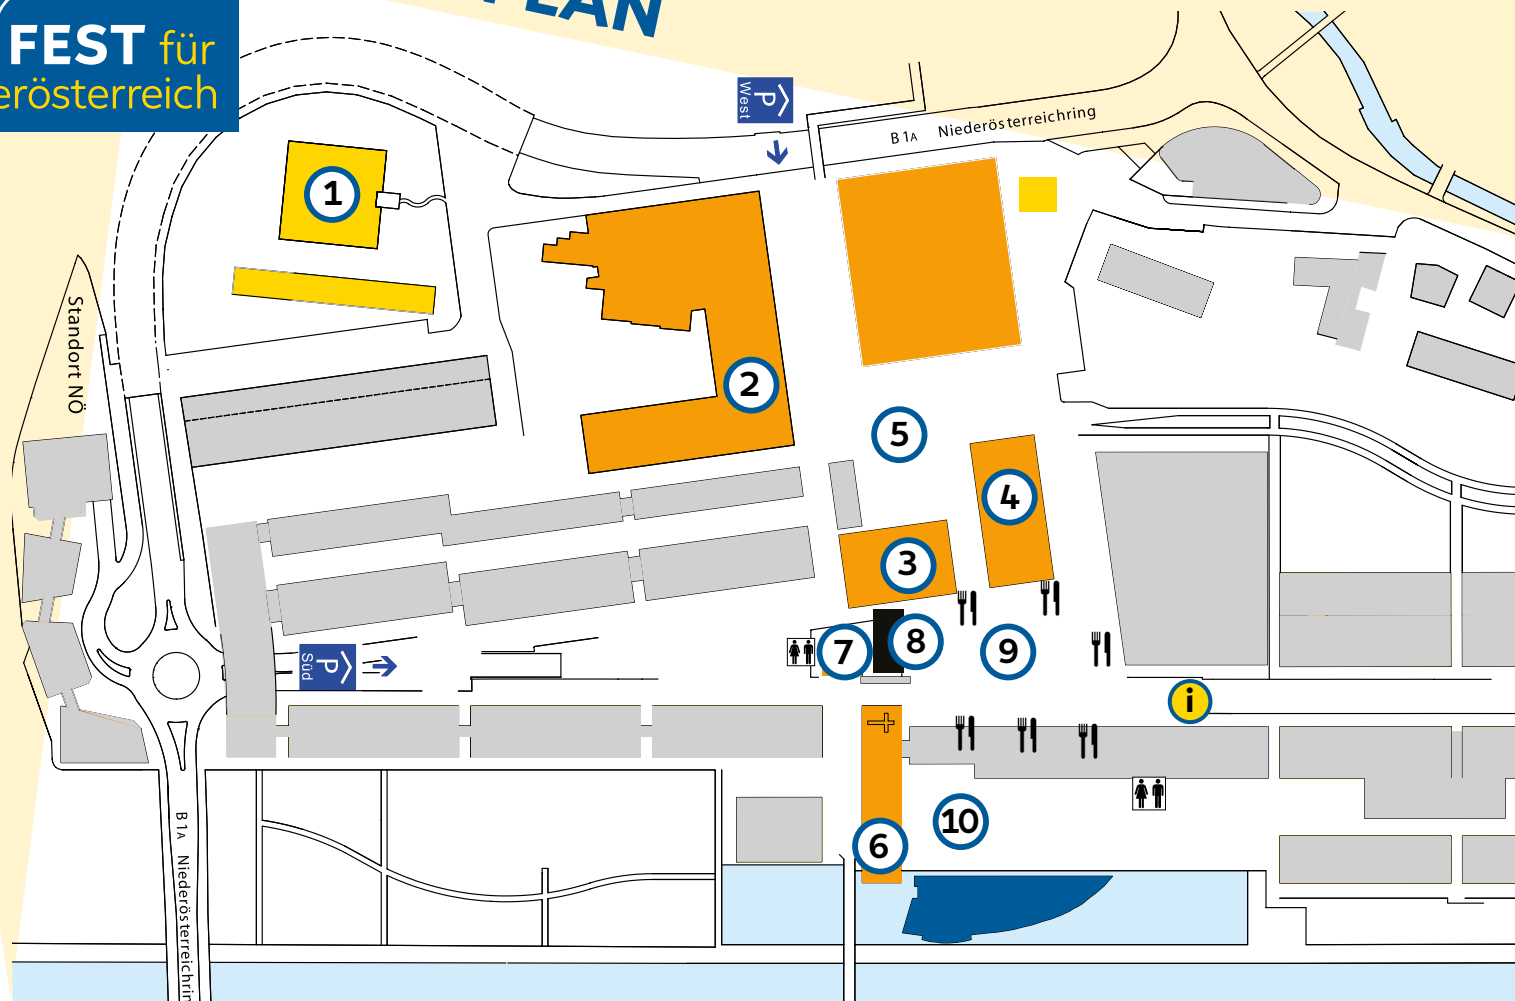 PLAN
FEST für
erösterreich
P
West
B 1A Niederösterreichring
1
Standort NÖ
2
5
4
3
P
Süd
7
8
9
i
6
10
B 1A Niederösterreichring